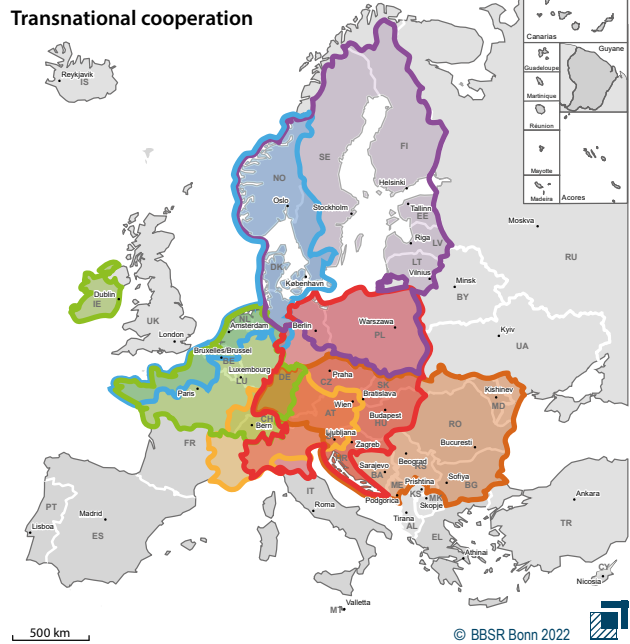 Transnational cooperation
Canarias
Guadeloupe
Guyane
Martinique
Réunion
Mayotte
Madeira
Acores
Reykjavik
IS
NO
SE
FI
Oslo
Stockholm
Helsinki
Tallinn
EE
Riga
LV
LT
Vilnius
Moskva
RU
Minsk
BY
DK
København
Dublin
IE
UK
London
NL
Amsterdam
Berlin
Warszawa
PL
Kyiv
UA
Bruxelles/Brussel
BE
Luxembourg
LU
DE
Praha
CZ
SK
Bratislava
Wien
AT
Budapest
HU
Kishinev
MD
Paris
CH
Bern
FR
Ljubljana
Zagreb
HR
RO
Bucuresti
Sarajevo
BA
Beograd
RS
Prishtina
Sofiya
BG
ME
KS
MK
Skopje
Podgorica
Tirana
AL
IT
Roma
PT
Lisboa
Madrid
ES
EL
Athinai
Ankara
TR
Nicosia
Valletta
MT
500 km
© BBSR Bonn 2022